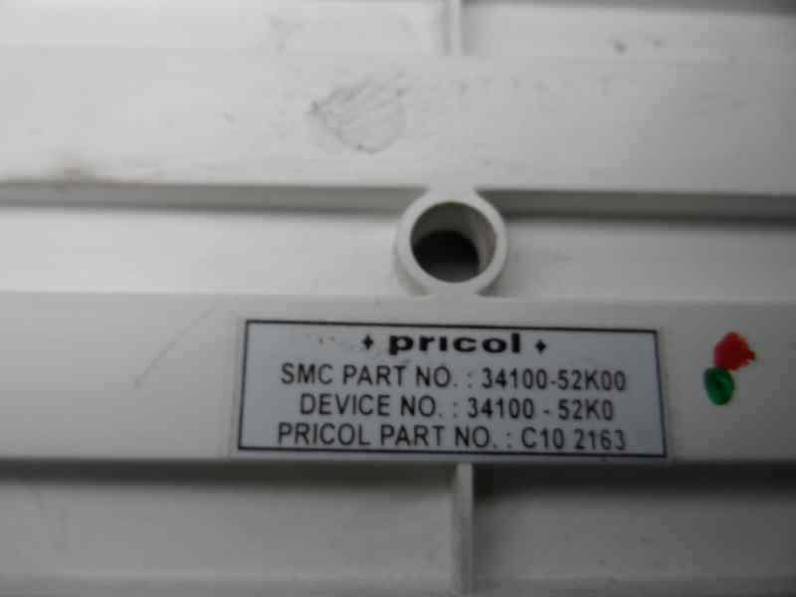 pricol
SMC PART NO. : 34100-52K00
DEVICE NO. : 34100 - 52K0
PRICOL PART NO. : C10 2163